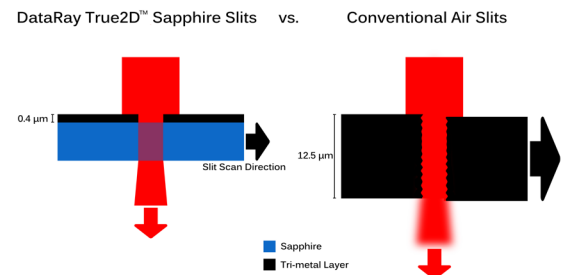 DataRay True2D™ Sapphire Slits vs. Conventional Air Slits
0.4 μm
12.5 μm
Slit Scan Direction
Sapphire
Tri-metal Layer